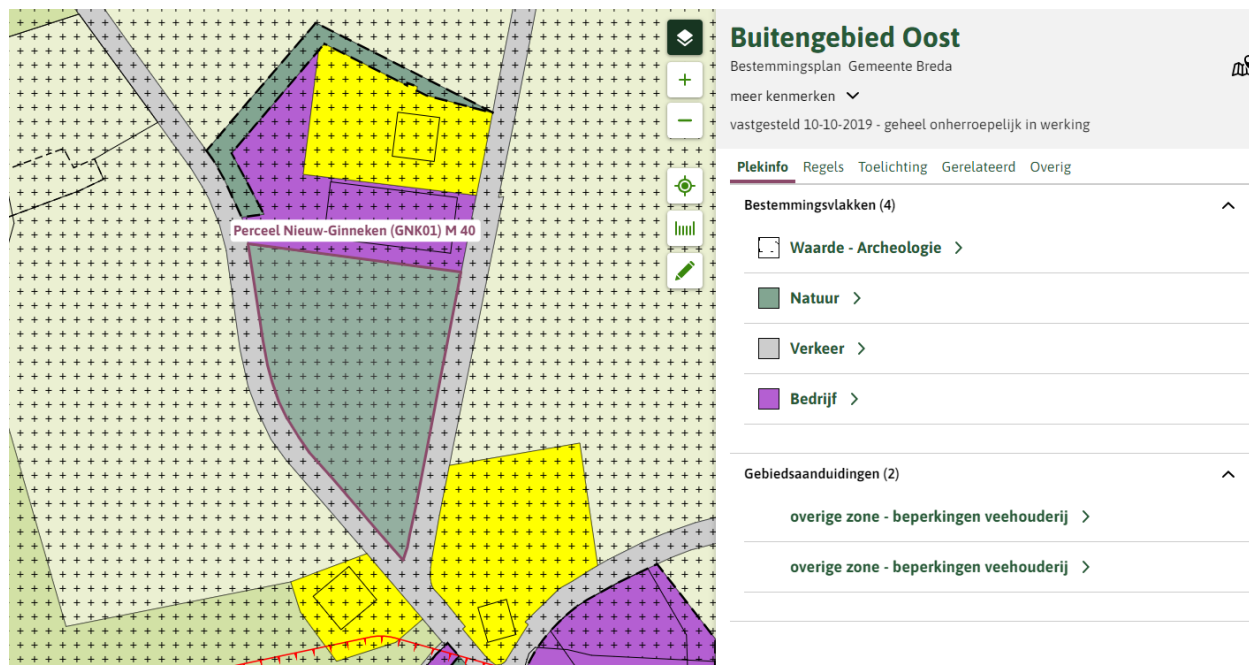 Perceel Nieuw-Ginneken (GNK01) M 40
Buitengebied Oost
Bestemmingsplan Gemeente Breda
meer kenmerken
vastgesteld 10-10-2019 - geheel onherroepelijk in werking
Plekinfo Regels Toelichting Gerelateerd Overig
Bestemmingsvlakken (4)
Waarde - Archeologie
Natuur
Verkeer
Bedrijf
Gebiedsaanduidingen (2)
overige zone - beperkingen veehouderij
overige zone - beperkingen veehouderij